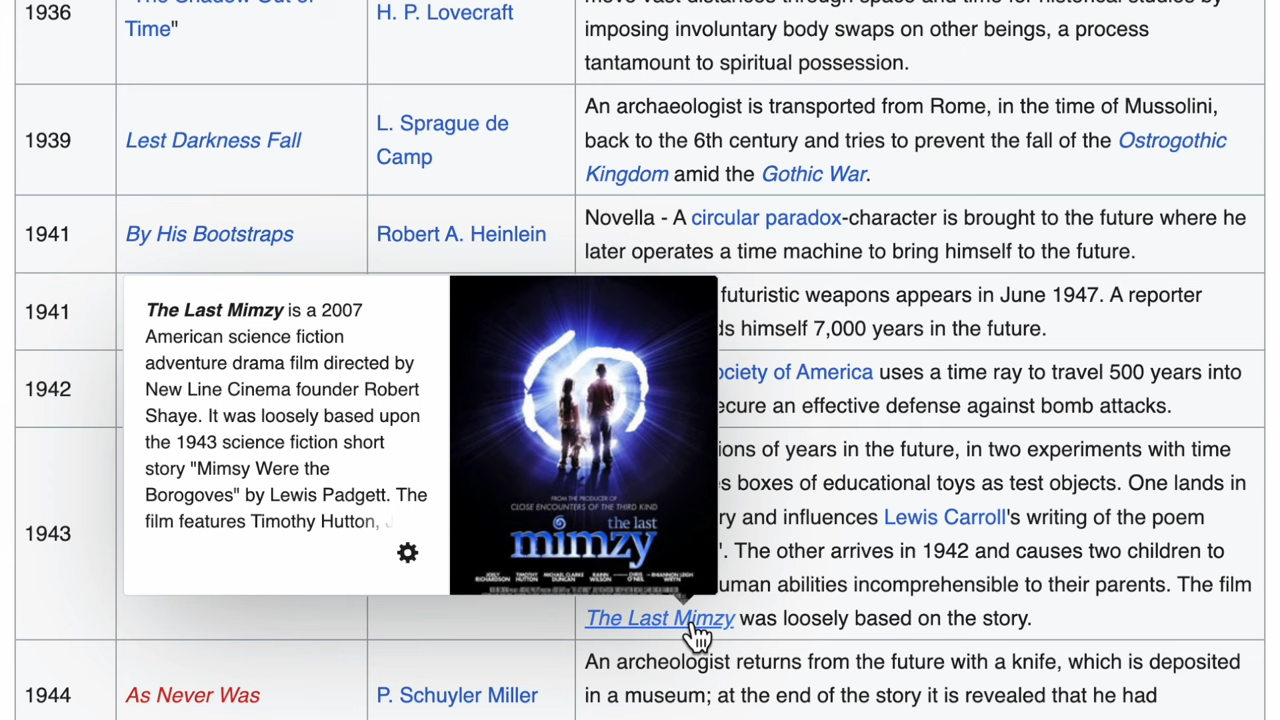 1936
"The Shadow Out of
Time"
H. P. Lovecraft
move vast distances through space and time for historical studies by
imposing involuntary body swaps on other beings, a process
tantamount to spiritual possession.
1939
Lest Darkness Fall
L. Sprague de
Camp
An archaeologist is transported from Rome, in the time of Mussolini,
back to the 6th century and tries to prevent the fall of the Ostrogothic
Kingdom amid the Gothic War.
1941
By His Bootstraps
Robert A. Heinlein
Novella - A circular paradox-character is brought to the future where he
later operates a time machine to bring himself to the future.
1941
futuristic weapons appears in June 1947. A reporter
ds himself 7,000 years in the future.
1942
ociety of America uses a time ray to travel 500 years into
ecure an effective defense against bomb attacks.
1943
ions of years in the future, in two experiments with time
s boxes of educational toys as test objects. One lands in
ry and influences Lewis Carroll's writing of the poem
". The other arrives in 1942 and causes two children to
uman abilities incomprehensible to their parents. The film
The Last Mimzy was loosely based on the story.
The Last Mimzy is a 2007
American science fiction
adventure drama film directed by
New Line Cinema founder Robert
Shaye. It was loosely based upon
the 1943 science fiction short
story "Mimsy Were the
Borogoves" by Lewis Padgett. The
film features Timothy Hutton, J
FROM THE PRODUCER OF
CLOSE ENCOUNTERS OF THE THIRD KIND
the last
mimzy
JOELY RICHARDSON TIMOTHY HUTTON MICHAEL CLARKE DUNCAN RAINN WILSON CHRIS O'NEIL RHIANNON LEIGH WRYN
1944
As Never Was
P. Schuyler Miller
An archeologist returns from the future with a knife, which is deposited
in a museum; at the end of the story it is revealed that he had